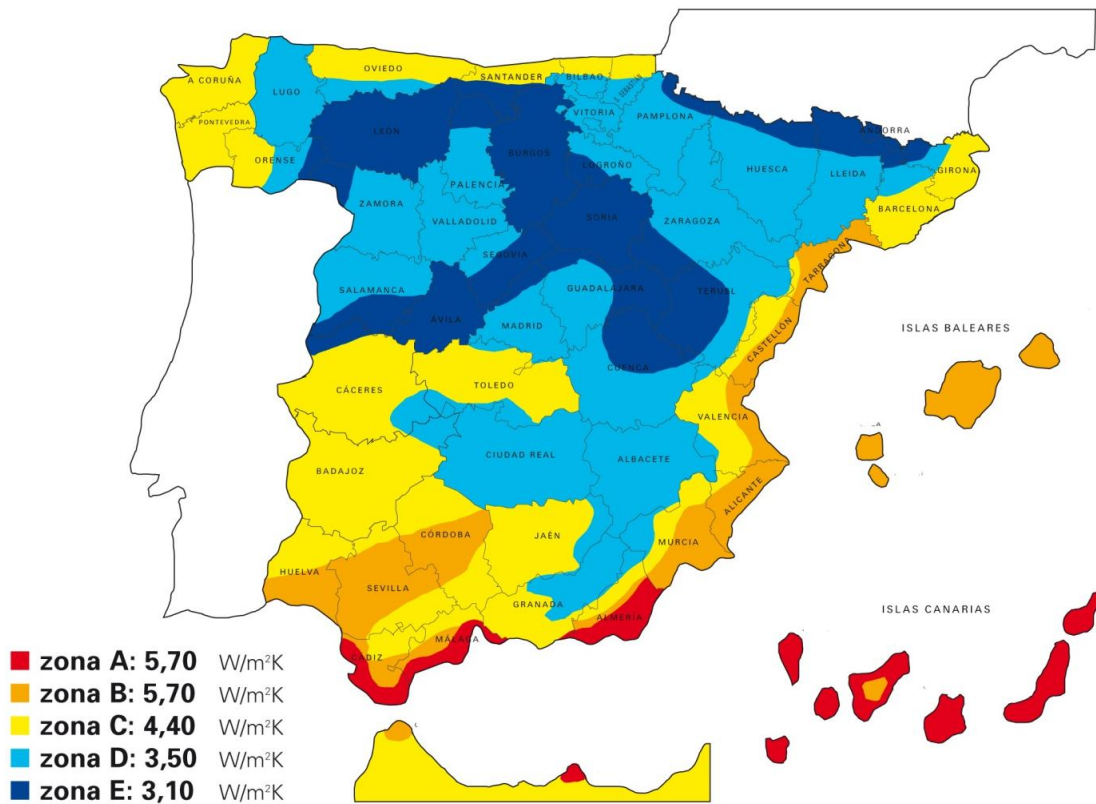 OVIEDO
SANTANDER
BILBAO
A CORUÑA
LUGO
PONTEVEDRA
ORENSE
LEÓN
BURGOS
VITORIA
PAMPLONA
ANDORRA
LOGROÑO
HUESCA
LLEIDA
GIRONA
BARCELONA
PALENCIA
ZAMORA
VALLADOLID
SORIA
ZARAGOZA
TARRAGONA
SEGOVIA
SALAMANCA
ÁVILA
GUADALAJARA
TERUEL
MADRID
CASTELLÓN
ISLAS BALEARES
CUENCA
CÁCERES
TOLEDO
VALENCIA
BADAJOZ
CIUDAD REAL
ALBACETE
ALICANTE
CÓRDOBA
JAÉN
MURCIA
HUELVA
SEVILLA
GRANADA
ALMERIA
MÁLAGA
CÁDIZ
ISLAS CANARIAS
zona A: 5,70 W/m²K
zona B: 5,70 W/m²K
zona C: 4,40 W/m²K
zona D: 3,50 W/m²K
zona E: 3,10 W/m²K